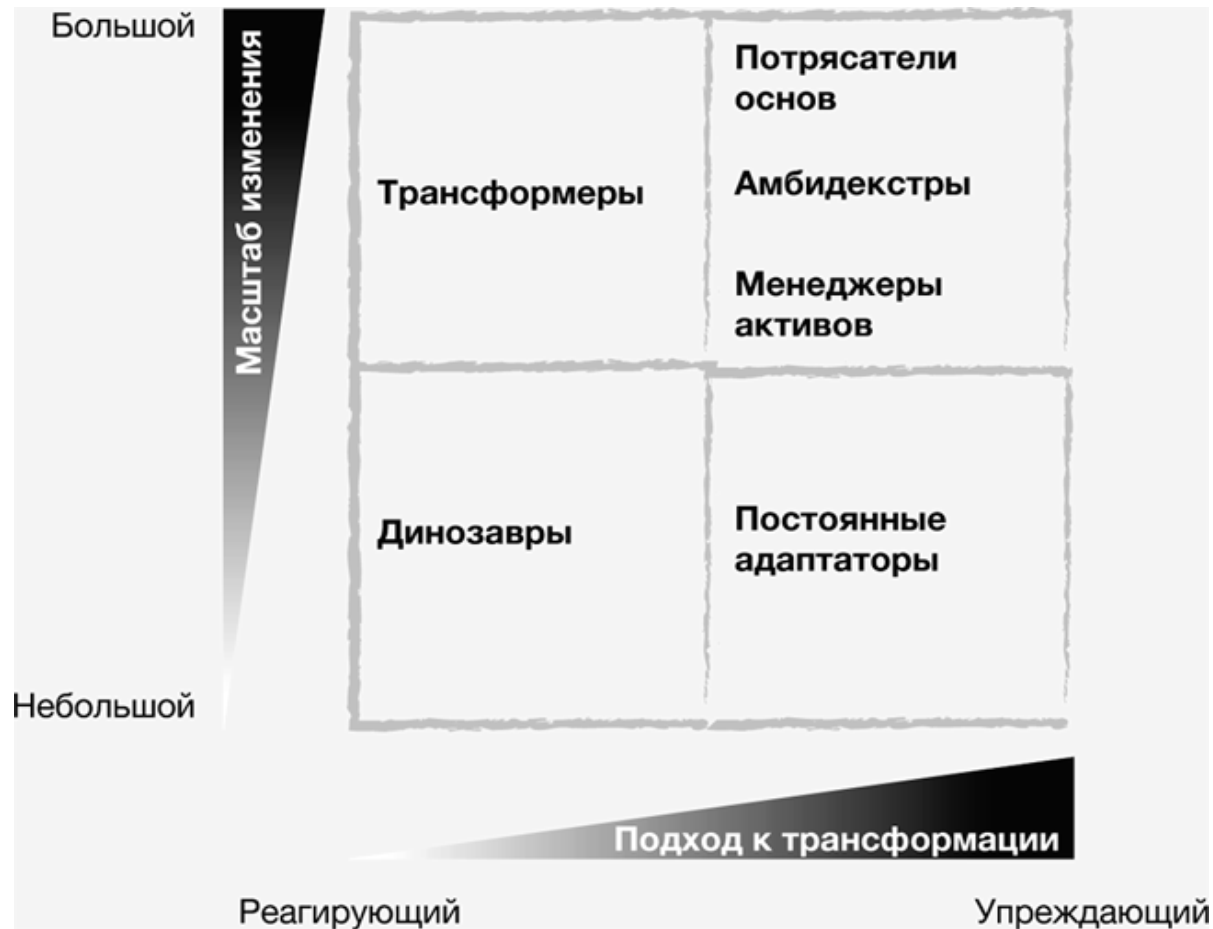 Большой
Масштаб изменения
Потрясатели
основ
Трансформеры
Амбидекстры
Менеджеры
активов
Динозавры
Постоянные
адаптаторы
Небольшой
Подход к трансформации
Реагирующий
Упреждающий